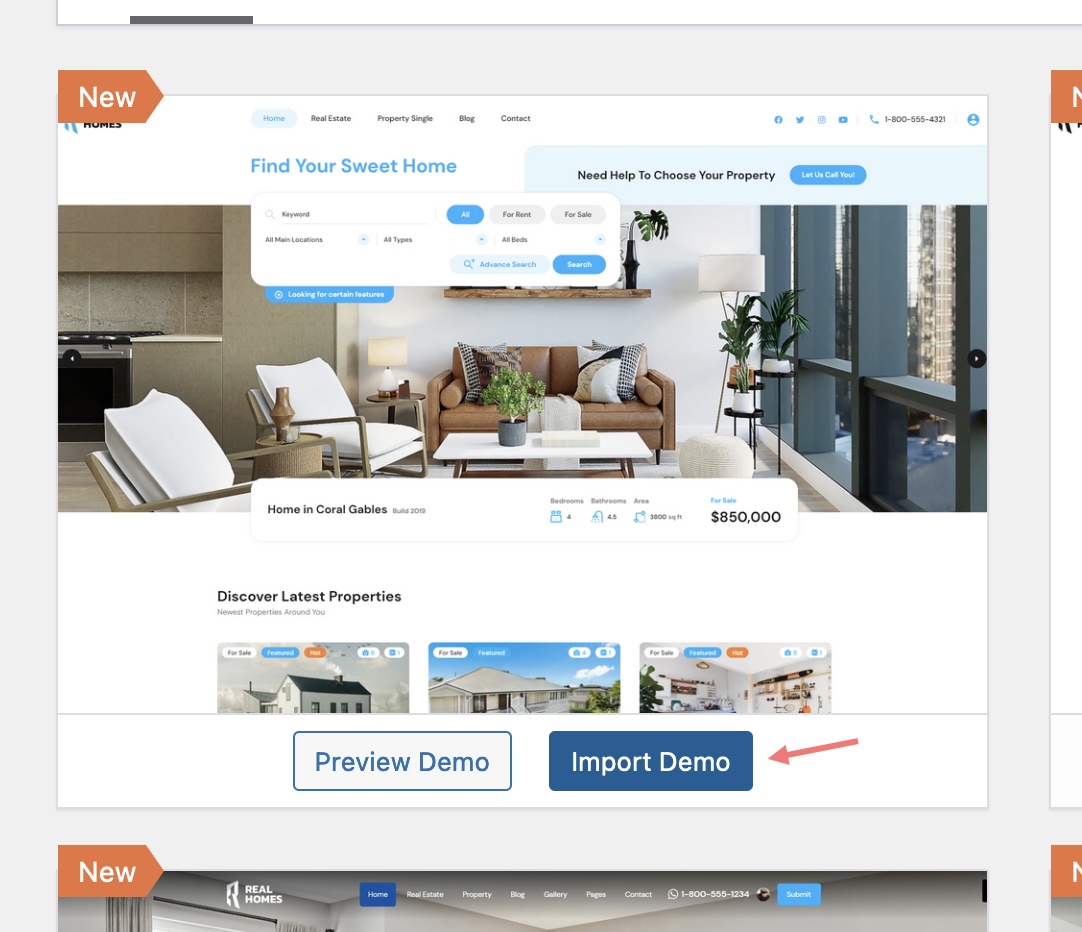 New
HOMES
Home Real Estate Property Single Blog Contact
1-800-555-4321
Find Your Sweet Home
Need Help To Choose Your Property
Let Us Call You!
Keyword
All For Rent For Sale
All Main Locations All Types All Beds
Advance Search Search
Looking for certain features
Home in Coral Gables Build 2019
Bedrooms Bathrooms Area
4 4.5 3800 sq ft
For Sale
$850,000
Discover Latest Properties
Newest Properties Around You
For Sale Featured Hot 6 1
For Sale Featured 4 1
For Sale Featured Hot 8 1
Preview Demo Import Demo
New
REAL
HOMES
Home Real Estate Property Blog Gallery Pages Contact 1-800-555-1234 Submit